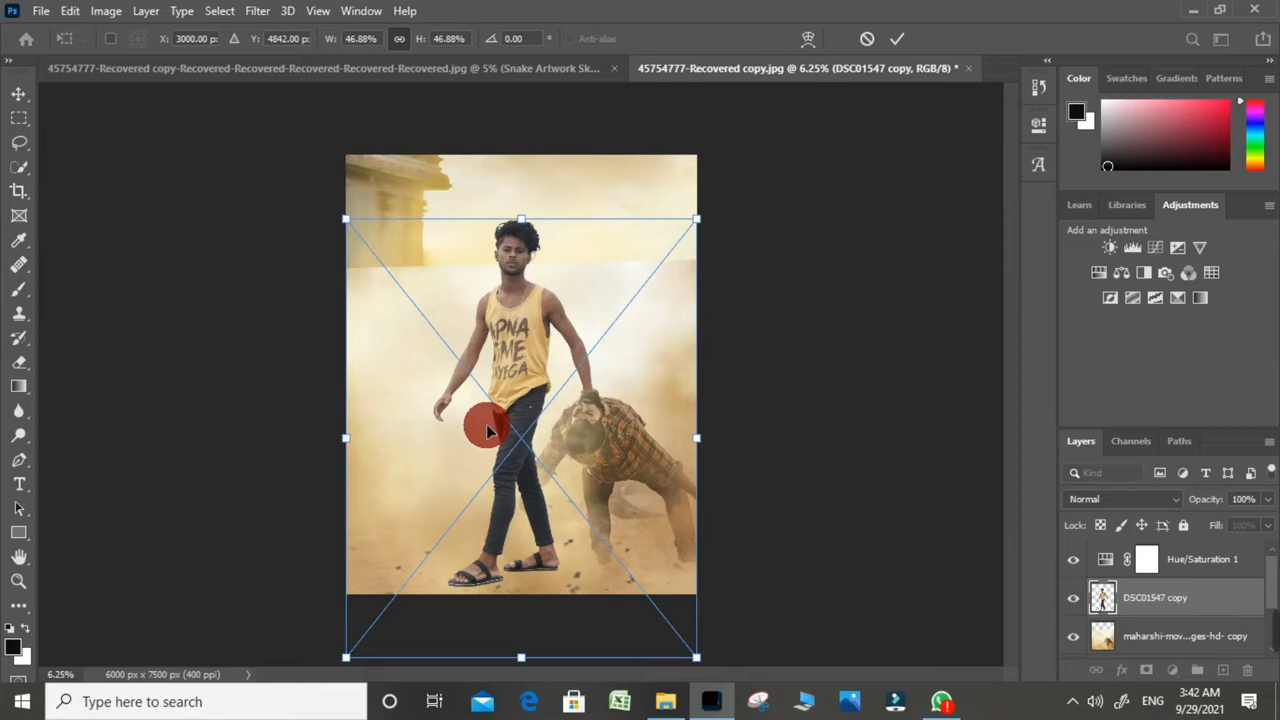 Ps File Edit Image Layer Type Select Filter 3D View Window Help
X: 3000.00 p: Y: 4842.00 p: W: 46.88% H: 46.88% 0.00 ° Anti-alias
45754777-Recovered copy-Recovered-Recovered-Recovered-Recovered-Recovered.jpg @ 5% (Snake Artwork Sk... × 45754777-Recovered copy.jpg @ 6.25% (DSC01547 copy, RGB/8) * ×
Color Swatches Gradients Patterns
Learn Libraries Adjustments
Add an adjustment
APNA
TIME
AYEGA
Layers Channels Paths
Kind
Normal Opacity: 100%
Lock: Fill: 100%
Hue/Saturation 1
DSC01547 copy
maharshi-mov...ges-hd- copy
6.25% 6000 px x 7500 px (400 ppi)
Type here to search
ENG
3:42 AM
9/29/2021